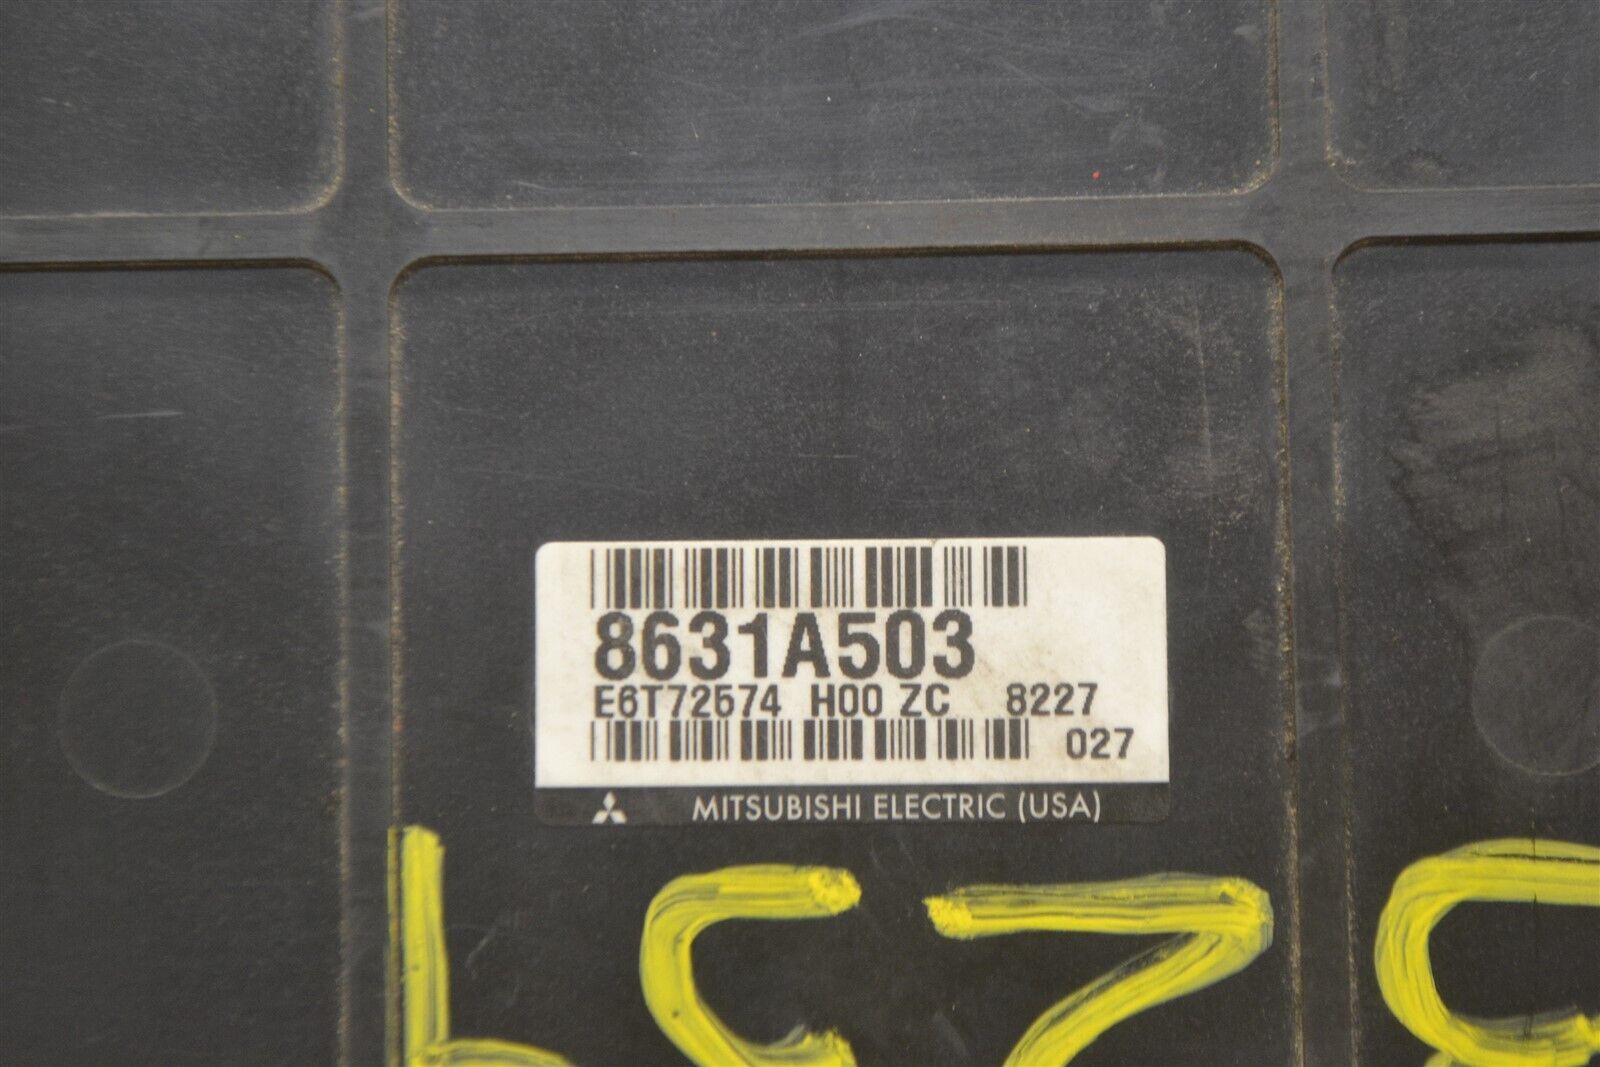 8631A503
E6T72574 H00 ZC 8227
027
MITSUBISHI ELECTRIC (USA)